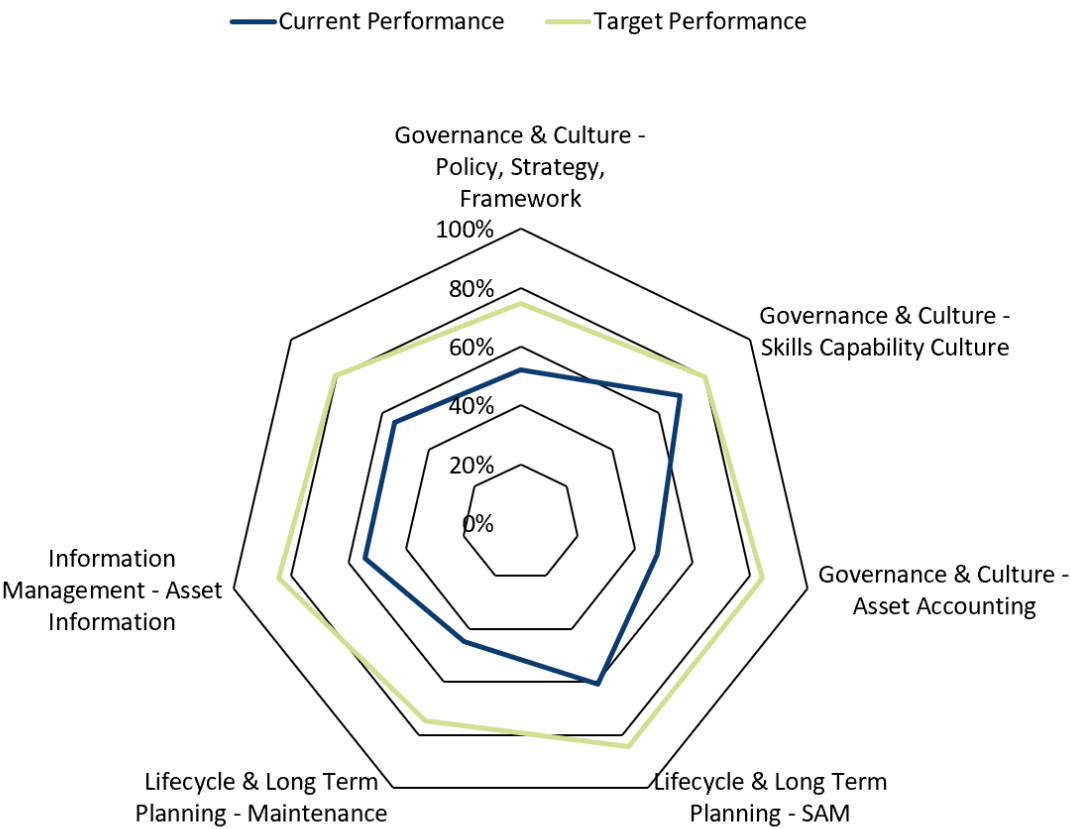 Current Performance
Target Performance
Governance & Culture -
Policy, Strategy,
Framework
100%
80%
60%
40%
20%
0%
Governance & Culture -
Skills Capability Culture
Governance & Culture -
Asset Accounting
Lifecycle & Long Term
Planning - SAM
Lifecycle & Long Term
Planning - Maintenance
Information
Management - Asset
Information